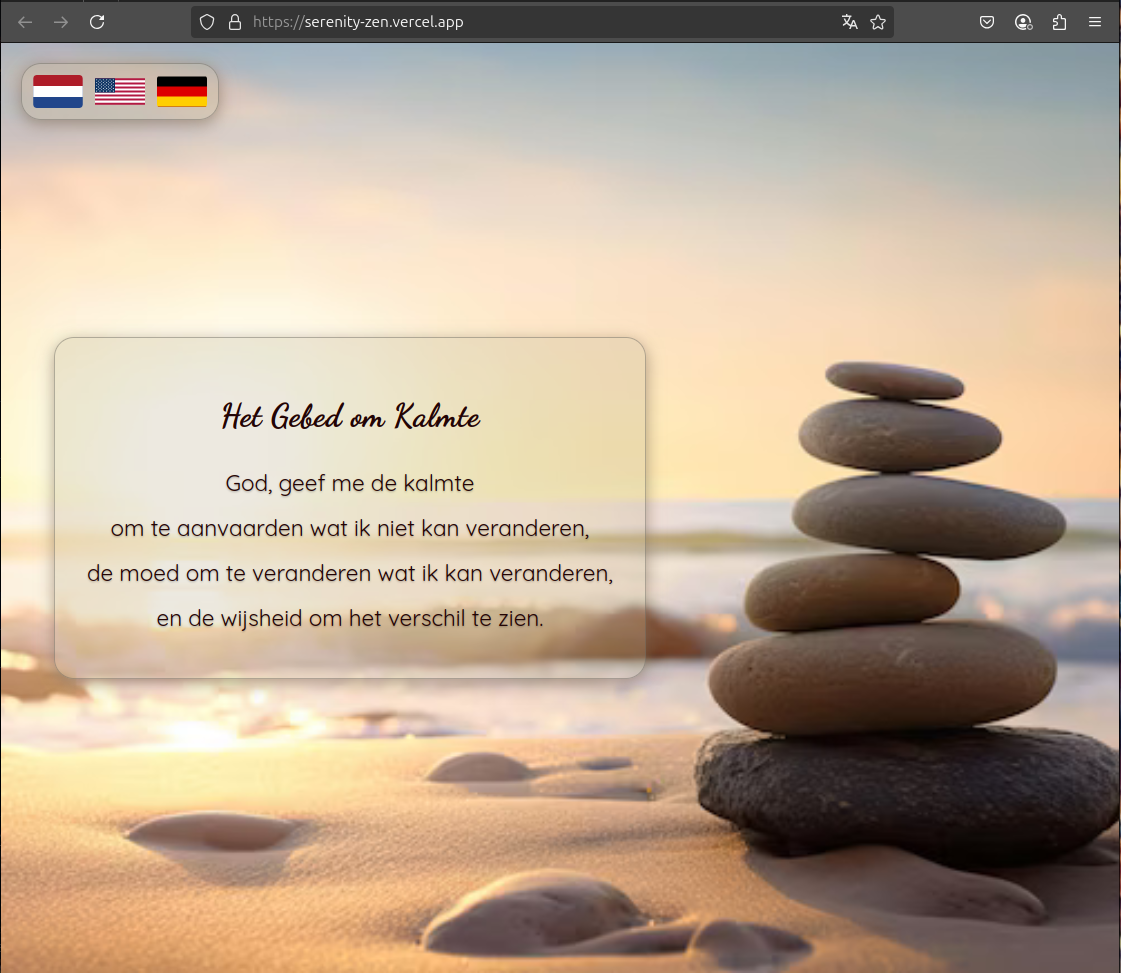 https://serenity-zen.vercel.app
Het Gebed om Kalmte
God, geef me de kalmte
om te aanvaarden wat ik niet kan veranderen,
de moed om te veranderen wat ik kan veranderen,
en de wijsheid om het verschil te zien.